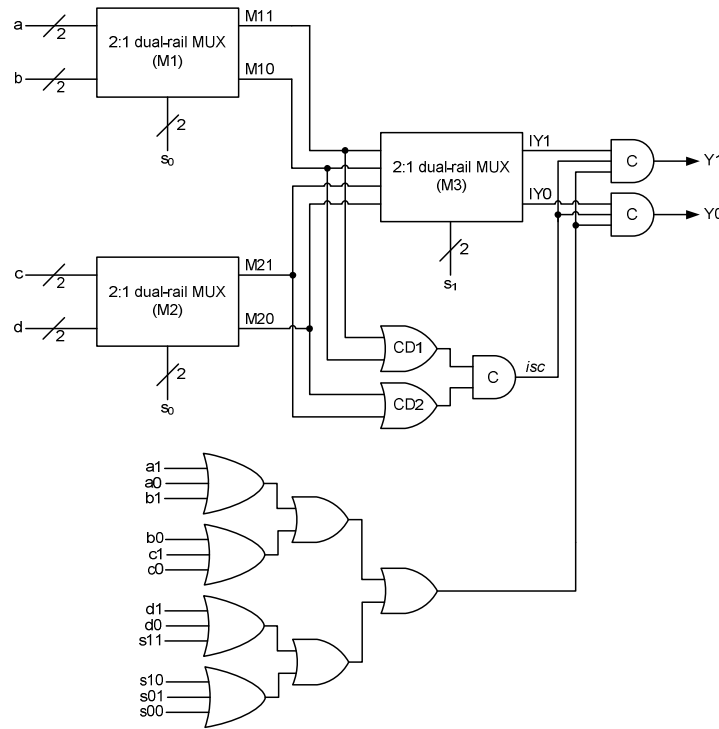 a
2
b
2
2:1 dual-rail MUX
(M1)
M11
M10
2
s0
2:1 dual-rail MUX
(M3)
IY1
IY0
2
s1
C
Y1
C
Y0
c
2
d
2
2:1 dual-rail MUX
(M2)
M21
M20
2
s0
CD1
CD2
C
isc
a1
a0
b1
b0
c1
c0
d1
d0
s11
s10
s01
s00